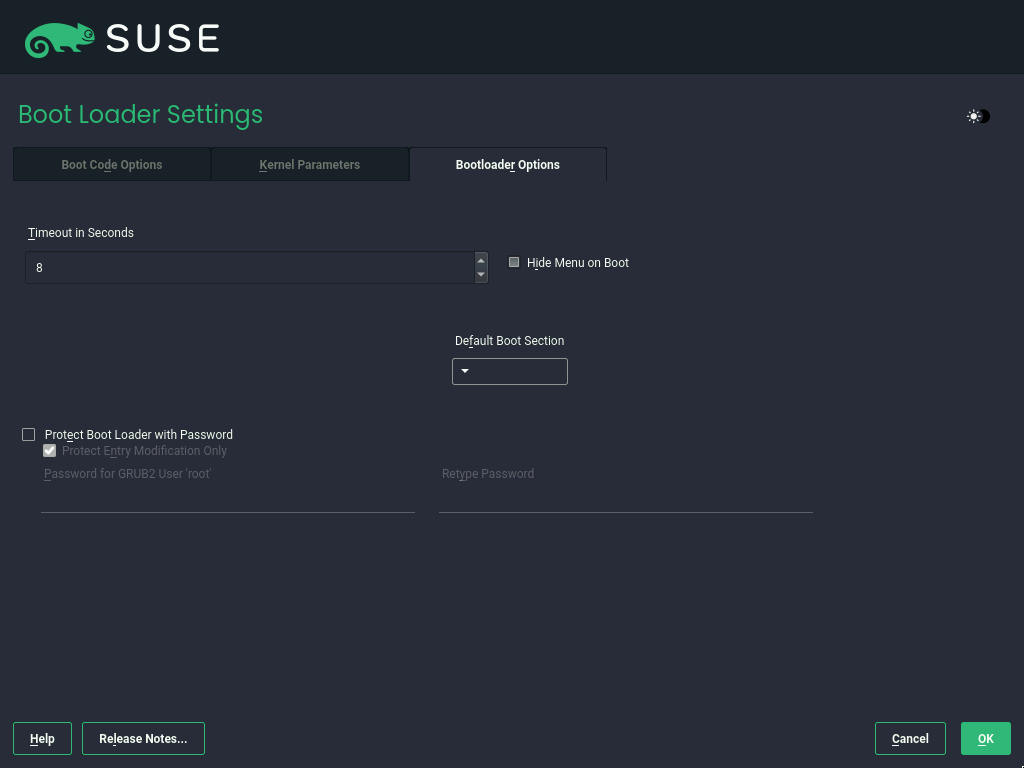 SUSE
Boot Loader Settings
Boot Code Options
Kernel Parameters
Bootloader Options
Timeout in Seconds
8
Hide Menu on Boot
Default Boot Section
Protect Boot Loader with Password
Protect Entry Modification Only
Password for GRUB2 User 'root'
Retype Password
Help
Release Notes...
Cancel
OK